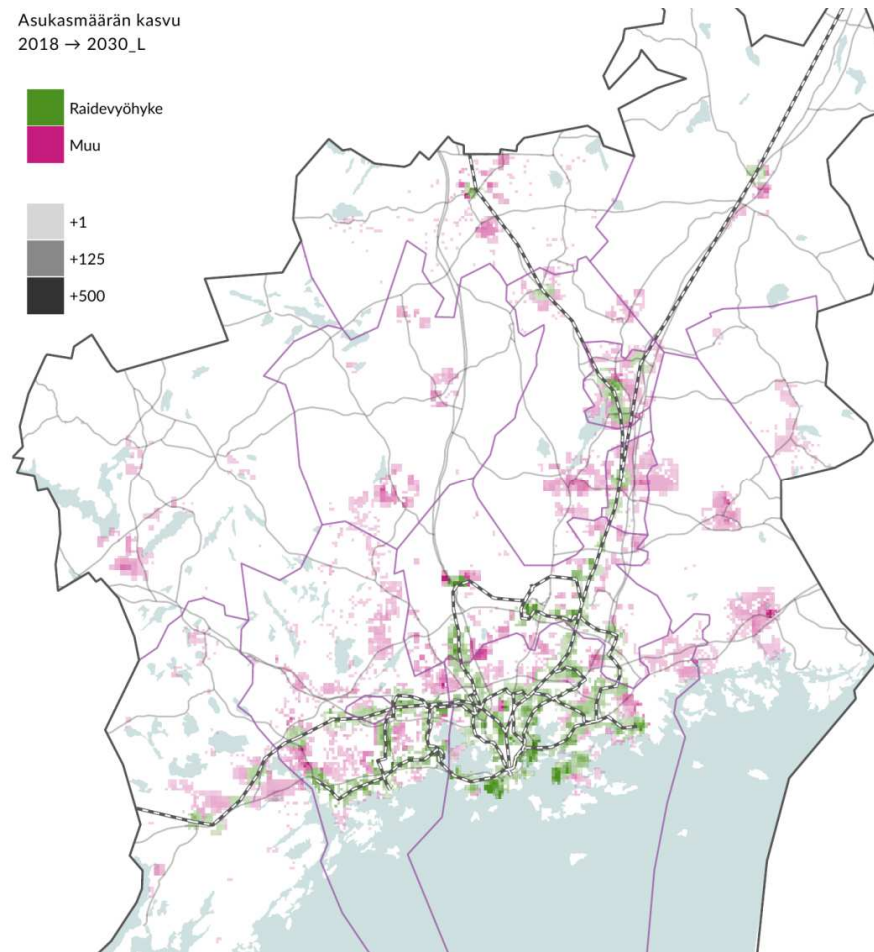 Asukasmäärän kasvu
2018 → 2030_L
Raidevyöhyke
Muu
+1
+125
+500